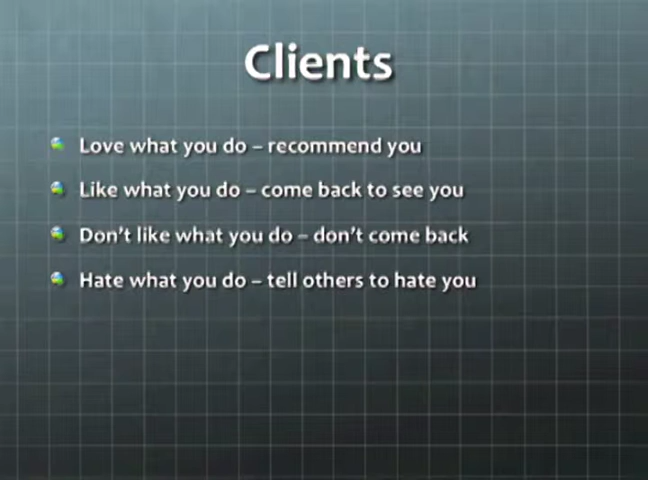 Clients
Love what you do – recommend you
Like what you do – come back to see you
Don't like what you do – don't come back
Hate what you do – tell others to hate you